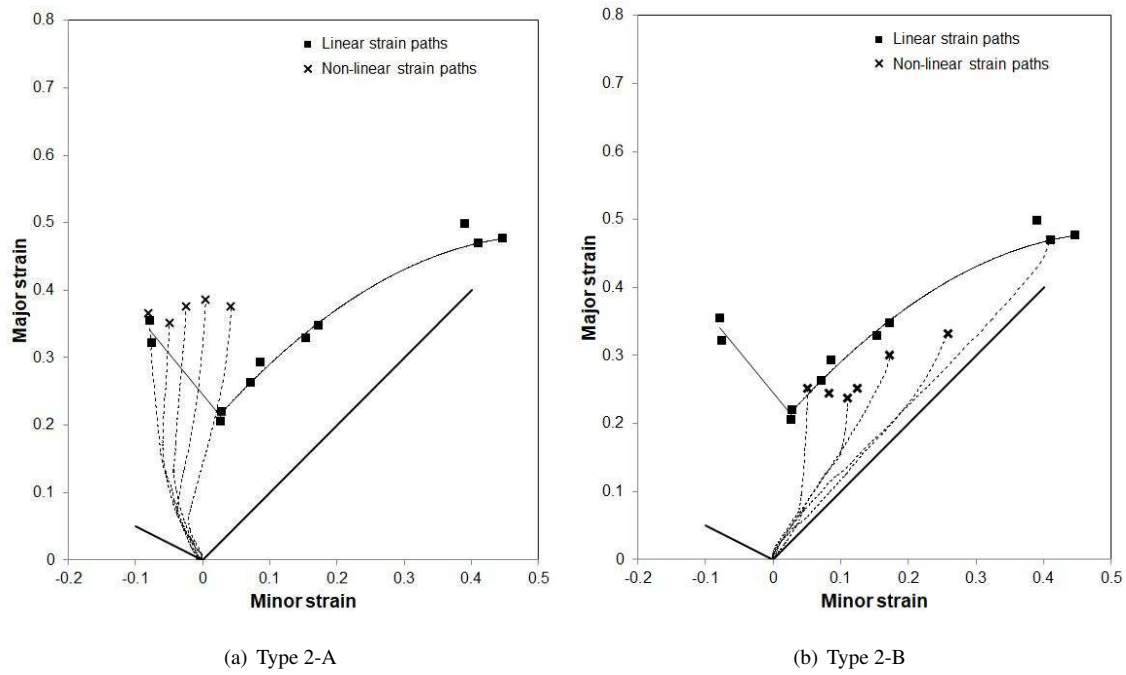 0.8
0.7
0.6
0.5
0.4
0.3
0.2
0.1
0
-0.2 -0.1 0 0.1 0.2 0.3 0.4 0.5
Major strain
Minor strain
Linear strain paths
Non-linear strain paths
(a) Type 2-A
0.8
0.7
0.6
0.5
0.4
0.3
0.2
0.1
0
-0.2 -0.1 0 0.1 0.2 0.3 0.4 0.5
Major strain
Minor strain
Linear strain paths
Non-linear strain paths
(b) Type 2-B